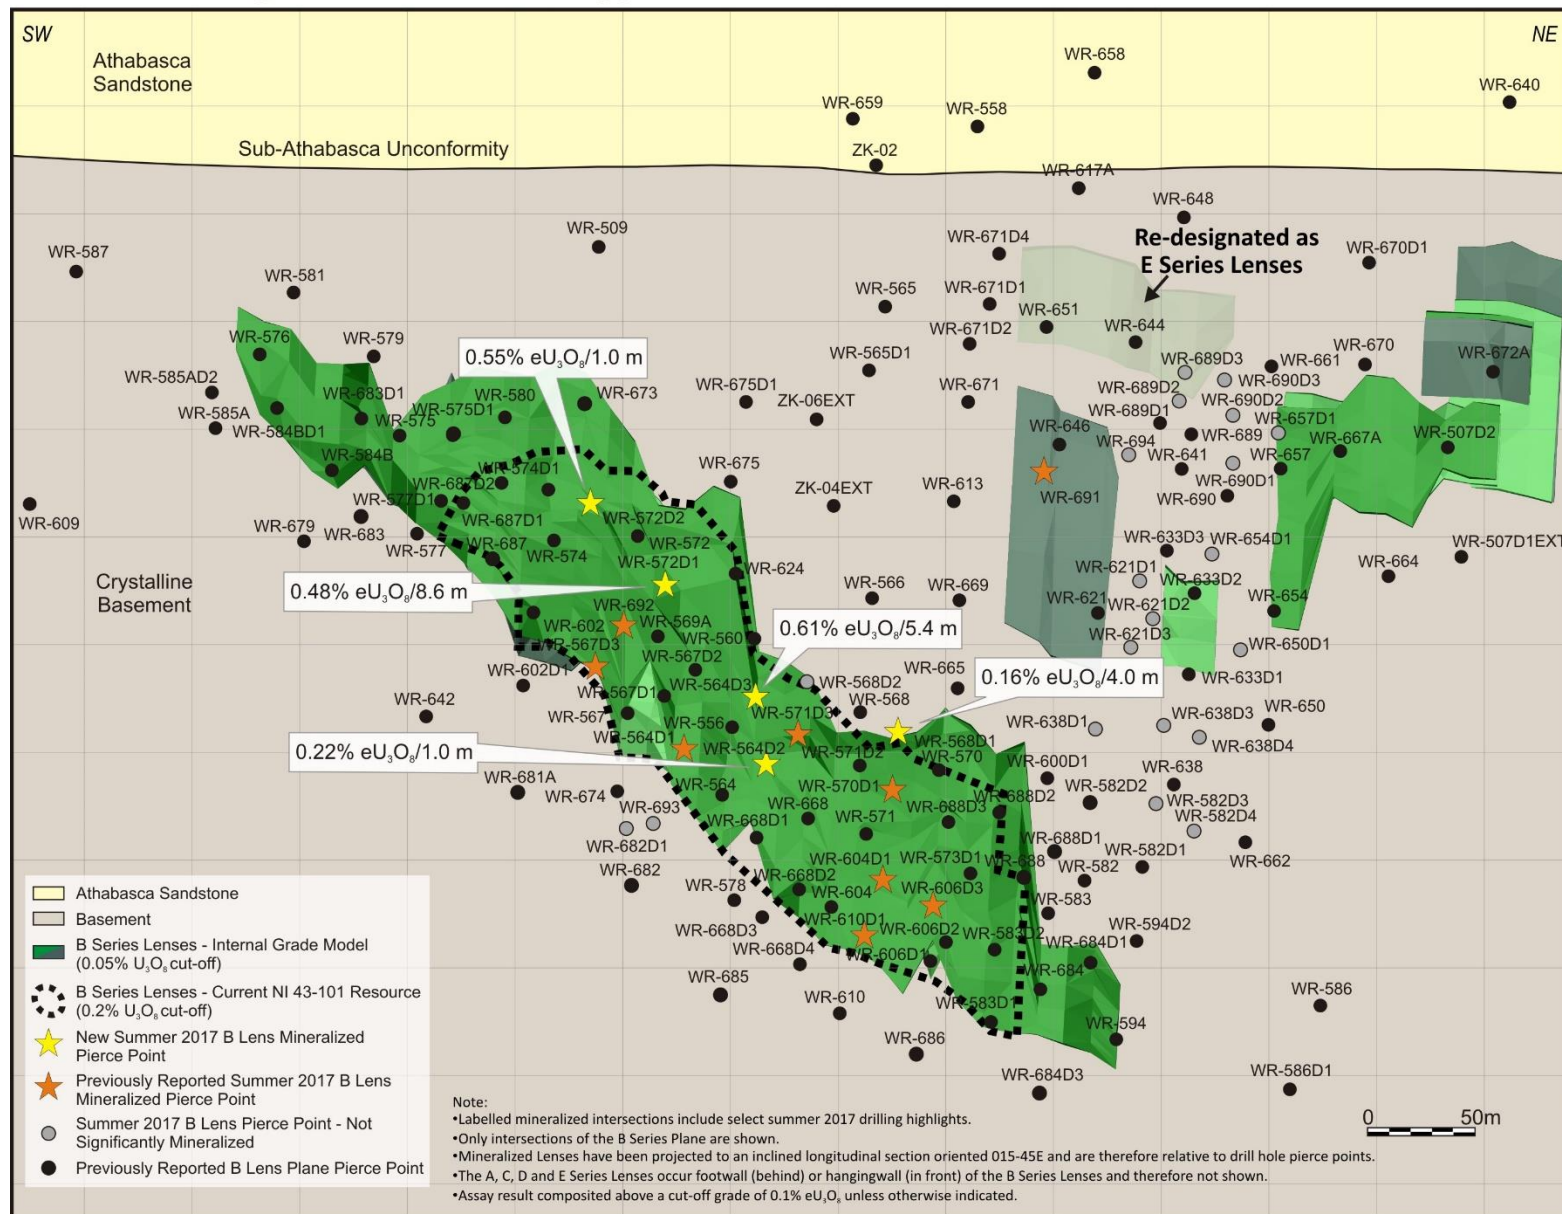 SW
NE
Athabasca
Sandstone
WR-658
WR-640
WR-659
WR-558
Sub-Athabasca Unconformity
ZK-02
WR-617A
WR-648
WR-509
WR-671D4
Re-designated as
E Series Lenses
WR-587
WR-670D1
WR-581
WR-565
WR-671D1
WR-651
WR-576
WR-579
WR-671D2
WR-644
0.55% eU₃O₈/1.0 m
WR-565D1
WR-689D3
WR-661
WR-670
WR-672A
WR-585AD2
WR-683D1
WR-580
WR-673
WR-675D1
ZK-06EXT
WR-671
WR-689D2
WR-690D3
WR-690D2
WR-585A
WR-575D1
WR-575
WR-584BD1
WR-646
WR-689D1
WR-657D1
WR-689
WR-667A
WR-507D2
WR-584B
WR-574D1
WR-675
WR-694
WR-641
WR-657
WR-687D2
WR-577D1
ZK-04EXT
WR-613
WR-691
WR-690D1
WR-690
WR-609
WR-679
WR-683
WR-577
WR-687D1
WR-687
WR-574
WR-572D2
WR-572
WR-633D3
WR-654D1
WR-507D1EXT
Crystalline
Basement
WR-572D1
WR-624
WR-566
WR-669
WR-621D1
WR-633D2
WR-664
0.48% eU₃O₈/8.6 m
WR-692
WR-602
WR-569A
WR-560
0.61% eU₃O₈/5.4 m
WR-621
WR-621D2
WR-654
WR-621D3
WR-650D1
WR-567D3
WR-567D2
WR-602D1
WR-665
0.16% eU₃O₈/4.0 m
WR-633D1
WR-567D1
WR-564D3
WR-568D2
WR-642
WR-567
WR-556
WR-571D3
WR-568
WR-638D1
WR-638D3
WR-650
WR-564D1
WR-564D2
WR-571D2
WR-568D1
WR-638D4
0.22% eU₃O₈/1.0 m
WR-570
WR-600D1
WR-638
WR-681A
WR-674
WR-564
WR-570D1
WR-582D2
WR-582D3
WR-693
WR-668
WR-688D3
WR-688D2
WR-582D4
WR-668D1
WR-571
WR-682D1
WR-688D1
WR-582D1
WR-662
WR-604D1
WR-573D1
WR-688
WR-582
WR-682
WR-578
WR-668D2
WR-604
WR-606D3
WR-583
WR-668D3
WR-610D1
WR-606D2
WR-583D2
WR-594D2
WR-684D1
WR-668D4
WR-606D1
WR-684
WR-685
WR-610
WR-583D1
WR-586
WR-594
WR-686
WR-684D3
WR-586D1
Athabasca Sandstone
Basement
B Series Lenses - Internal Grade Model
(0.05% U₃O₈ cut-off)
B Series Lenses - Current NI 43-101 Resource
(0.2% U₃O₈ cut-off)
New Summer 2017 B Lens Mineralized
Pierce Point
Previously Reported Summer 2017 B Lens
Mineralized Pierce Point
Summer 2017 B Lens Pierce Point - Not
Significantly Mineralized
Previously Reported B Lens Plane Pierce Point
0 50m
Note:
•Labelled mineralized intersections include select summer 2017 drilling highlights.
•Only intersections of the B Series Plane are shown.
•Mineralized Lenses have been projected to an inclined longitudinal section oriented 015-45E and are therefore relative to drill hole pierce points.
•The A, C, D and E Series Lenses occur footwall (behind) or hangingwall (in front) of the B Series Lenses and therefore not shown.
•Assay result composited above a cut-off grade of 0.1% eU₃O₈ unless otherwise indicated.